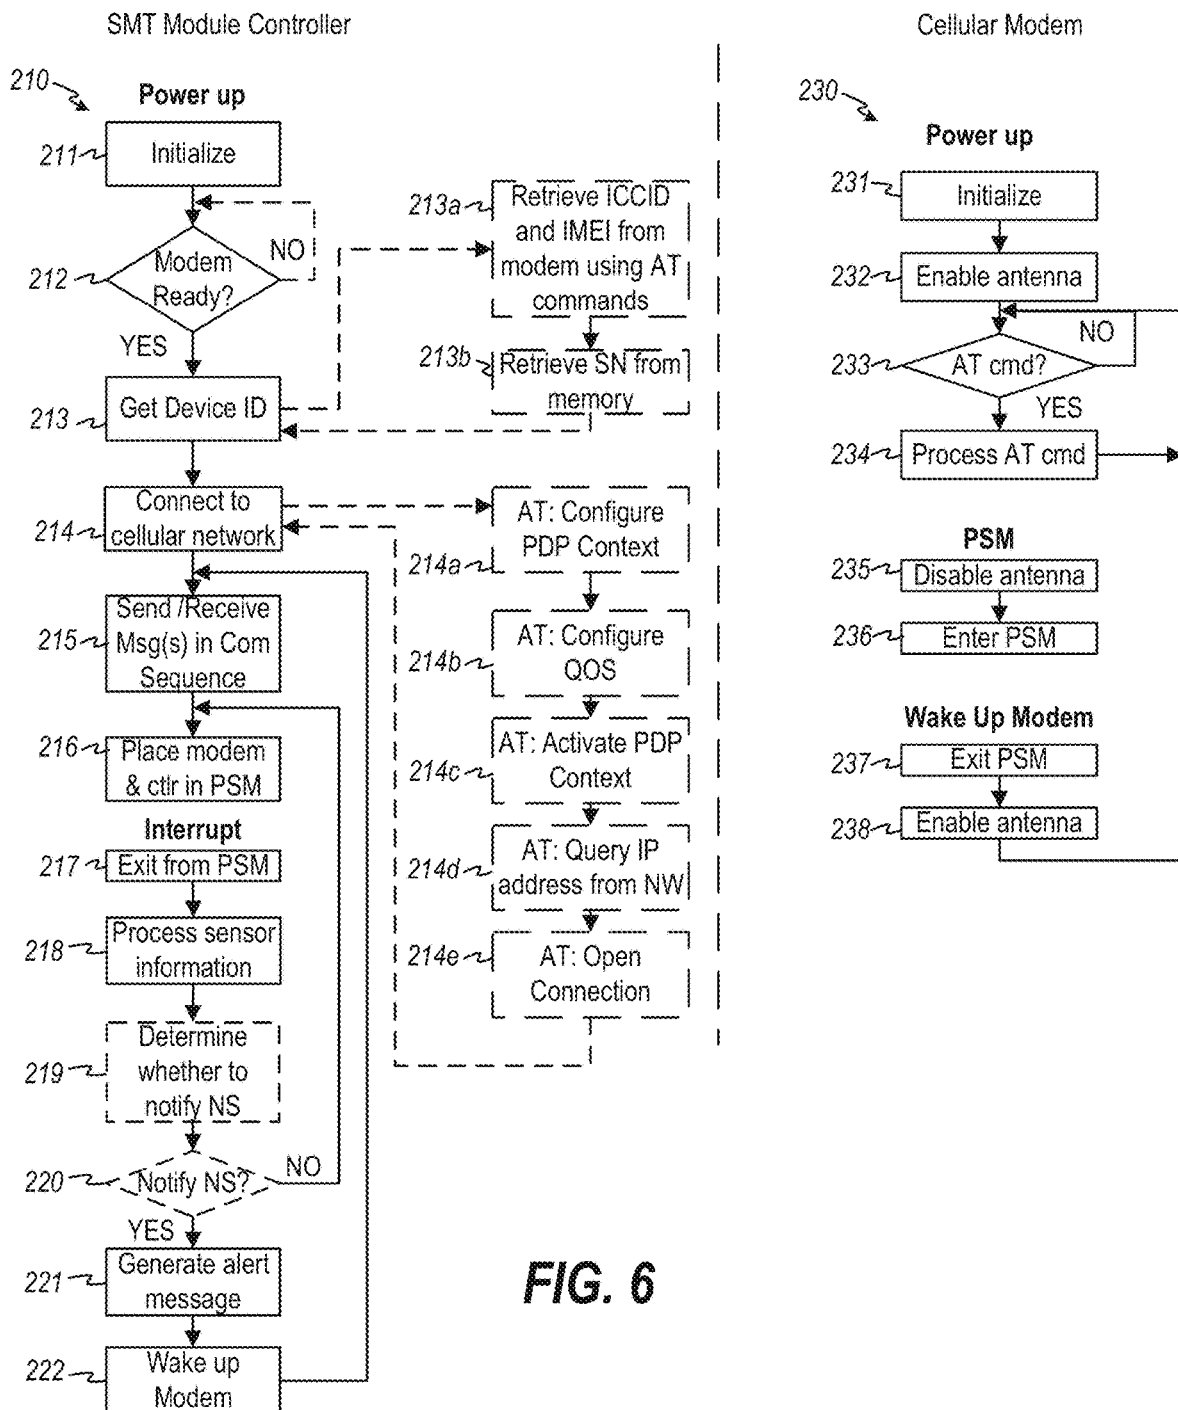 SMT Module Controller
210
Power up
211
Initialize
212
Modem
Ready?
NO
YES
213
Get Device ID
213a
Retrieve ICCID
and IMEI from
modem using AT
commands
213b
Retrieve SN from
memory
214
Connect to
cellular network
214a
AT: Configure
PDP Context
214b
AT: Configure
QOS
214c
AT: Activate PDP
Context
214d
AT: Query IP
address from NW
214e
AT: Open
Connection
215
Send /Receive
Msg(s) in Com
Sequence
216
Place modem
& ctlr in PSM
Interrupt
217
Exit from PSM
218
Process sensor
information
219
Determine
whether to
notify NS
220
Notify NS?
NO
YES
221
Generate alert
message
222
Wake up
Modem
Cellular Modem
230
Power up
231
Initialize
232
Enable antenna
233
AT cmd?
NO
YES
234
Process AT cmd
PSM
235
Disable antenna
236
Enter PSM
Wake Up Modem
237
Exit PSM
238
Enable antenna
FIG. 6